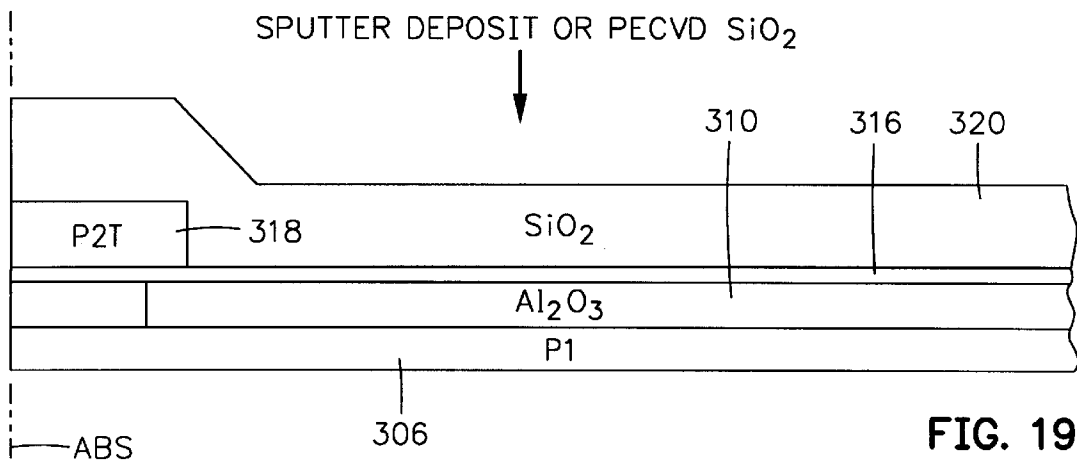 SPUTTER DEPOSIT OR PECVD SiO₂
310
316
320
P2T
318
SiO₂
Al₂O₃
P1
306
ABS
FIG. 19